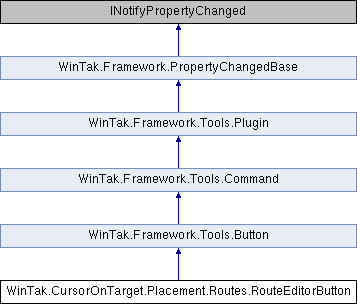 INotifyPropertyChanged
WinTak.Framework.PropertyChangedBase
WinTak.Framework.Tools.Plugin
WinTak.Framework.Tools.Command
WinTak.Framework.Tools.Button
WinTak.CursorOnTarget.Placement.Routes.RouteEditorButton